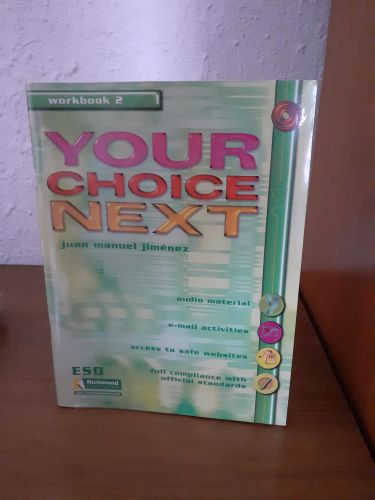 workbook 2
YOUR
CHOICE
NEXT
juan manuel jiménez
audio material
e-mail activities
access to safe websites
full compliance with
official standards
ESO
Richmond